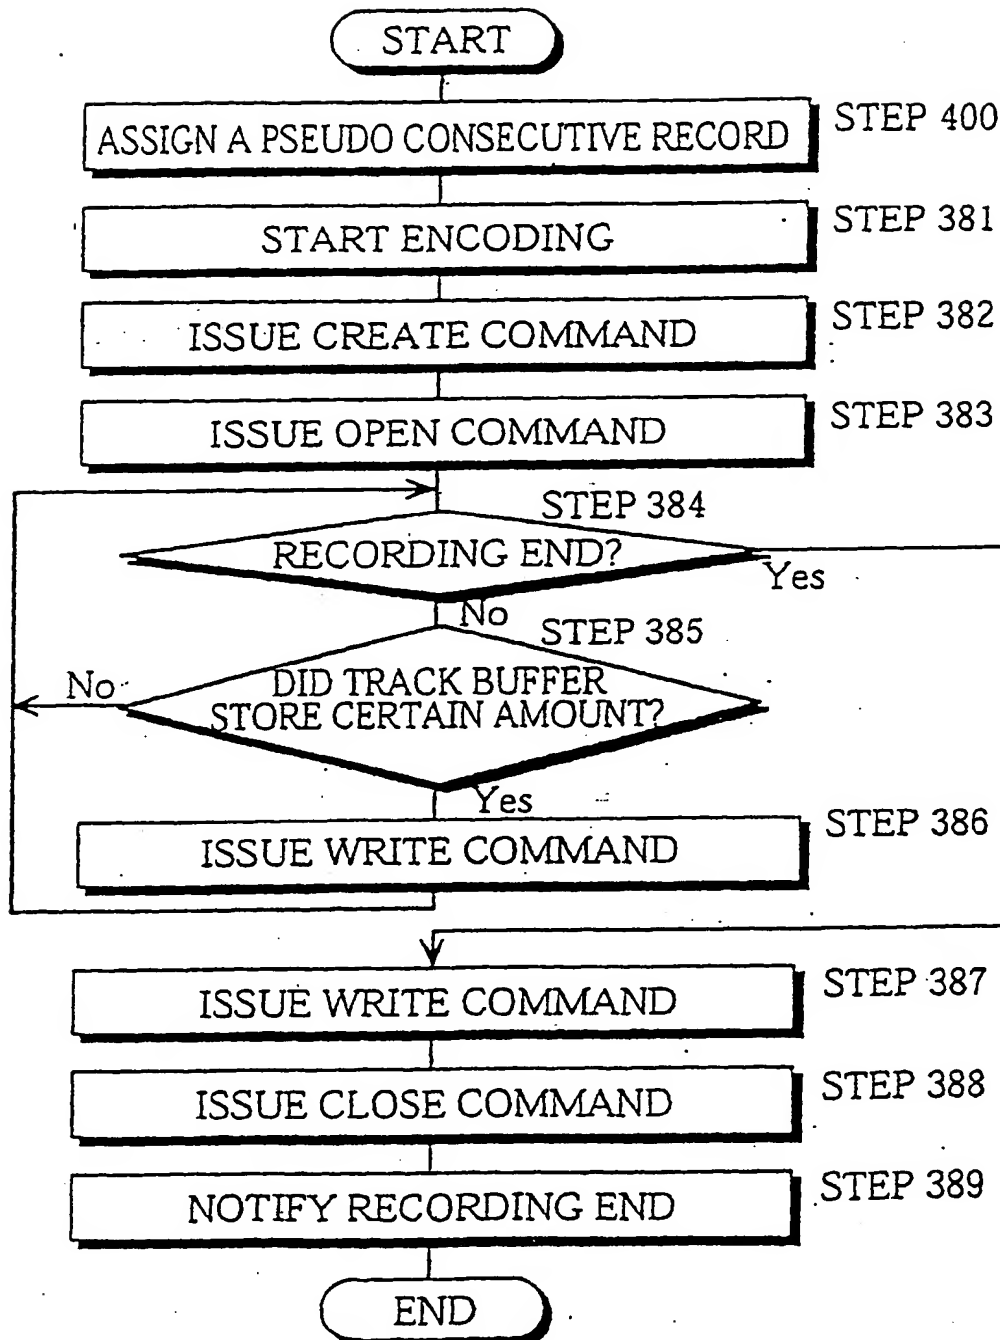 START
ASSIGN A PSEUDO CONSECUTIVE RECORD STEP 400
START ENCODING STEP 381
ISSUE CREATE COMMAND STEP 382
ISSUE OPEN COMMAND STEP 383
STEP 384
RECORDING END?
Yes
No
STEP 385
No
DID TRACK BUFFER
STORE CERTAIN AMOUNT?
Yes
ISSUE WRITE COMMAND STEP 386
ISSUE WRITE COMMAND STEP 387
ISSUE CLOSE COMMAND STEP 388
NOTIFY RECORDING END STEP 389
END